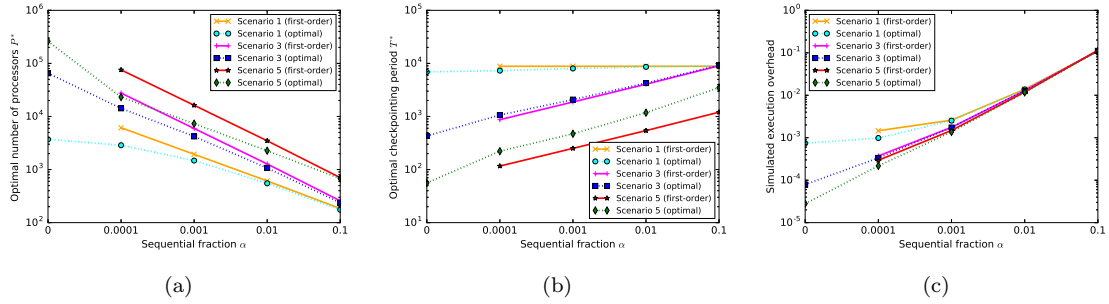 10^6
10^5
10^4
10^3
10^2
0
0.0001
0.001
0.01
0.1
Optimal number of processors P*
Sequential fraction α
Scenario 1 (first-order)
Scenario 1 (optimal)
Scenario 3 (first-order)
Scenario 3 (optimal)
Scenario 5 (first-order)
Scenario 5 (optimal)
(a)
10^5
10^4
10^3
10^2
10^1
0
0.0001
0.001
0.01
0.1
Optimal checkpointing period T*
Sequential fraction α
Scenario 1 (first-order)
Scenario 1 (optimal)
Scenario 3 (first-order)
Scenario 3 (optimal)
Scenario 5 (first-order)
Scenario 5 (optimal)
(b)
10^0
10^-1
10^-2
10^-3
10^-4
10^-5
0
0.0001
0.001
0.01
0.1
Simulated execution overhead
Sequential fraction α
Scenario 1 (first-order)
Scenario 1 (optimal)
Scenario 3 (first-order)
Scenario 3 (optimal)
Scenario 5 (first-order)
Scenario 5 (optimal)
(c)